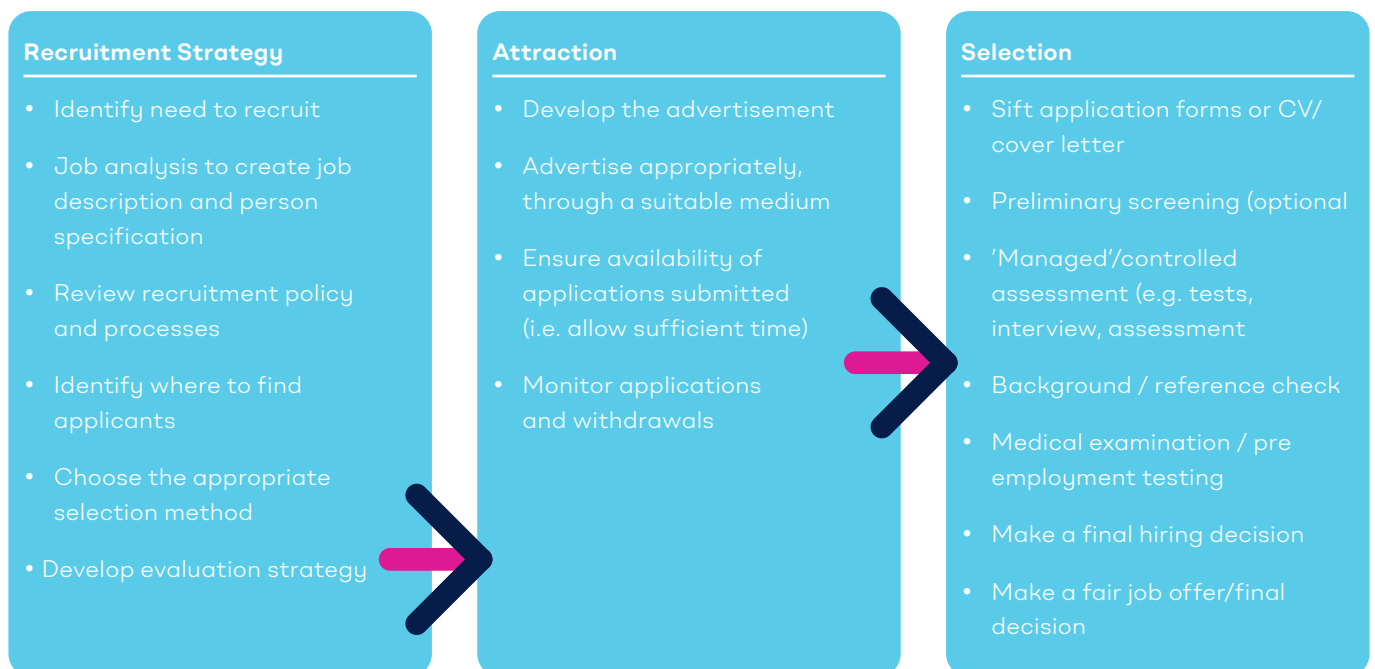 Recruitment Strategy
• Identify need to recruit
• Job analysis to create job
description and person
specification
• Review recruitment policy
and processes
• Identify where to find
applicants
• Choose the appropriate
selection method
• Develop evaluation strategy
Attraction
• Develop the advertisement
• Advertise appropriately,
through a suitable medium
• Ensure availability of
applications submitted
(i.e. allow sufficient time)
• Monitor applications
and withdrawals
Selection
• Sift application forms or CV/
cover letter
• Preliminary screening (optional
• 'Managed'/controlled
assessment (e.g. tests,
interview, assessment
• Background / reference check
• Medical examination / pre
employment testing
• Make a final hiring decision
• Make a fair job offer/final
decision